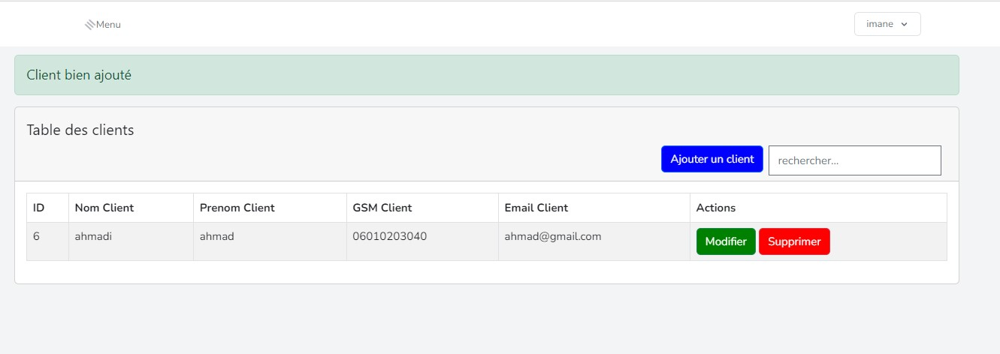 Menu
imane
Client bien ajouté
Table des clients
Ajouter un client
rechercher...
ID Nom Client Prenom Client GSM Client Email Client Actions
6 ahmadi ahmad 06010203040 ahmad@gmail.com Modifier Supprimer